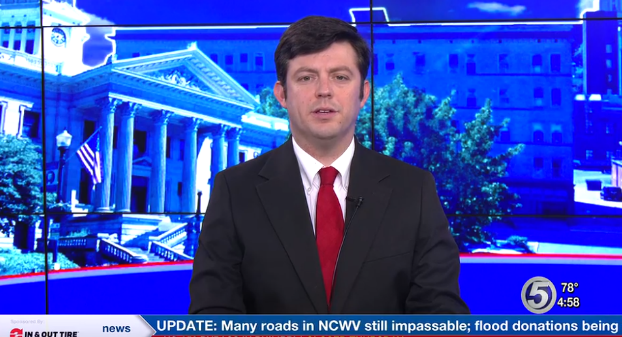 5
78°
4:58
IN & OUT TIRE
news
UPDATE: Many roads in NCWV still impassable; flood donations being